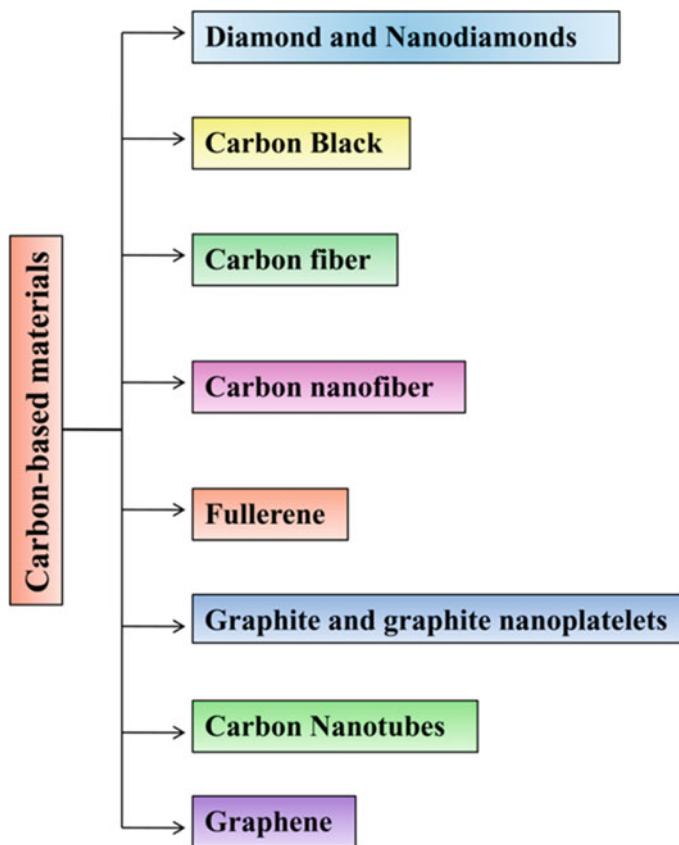 Carbon-based materials
Diamond and Nanodiamonds
Carbon Black
Carbon fiber
Carbon nanofiber
Fullerene
Graphite and graphite nanoplatelets
Carbon Nanotubes
Graphene